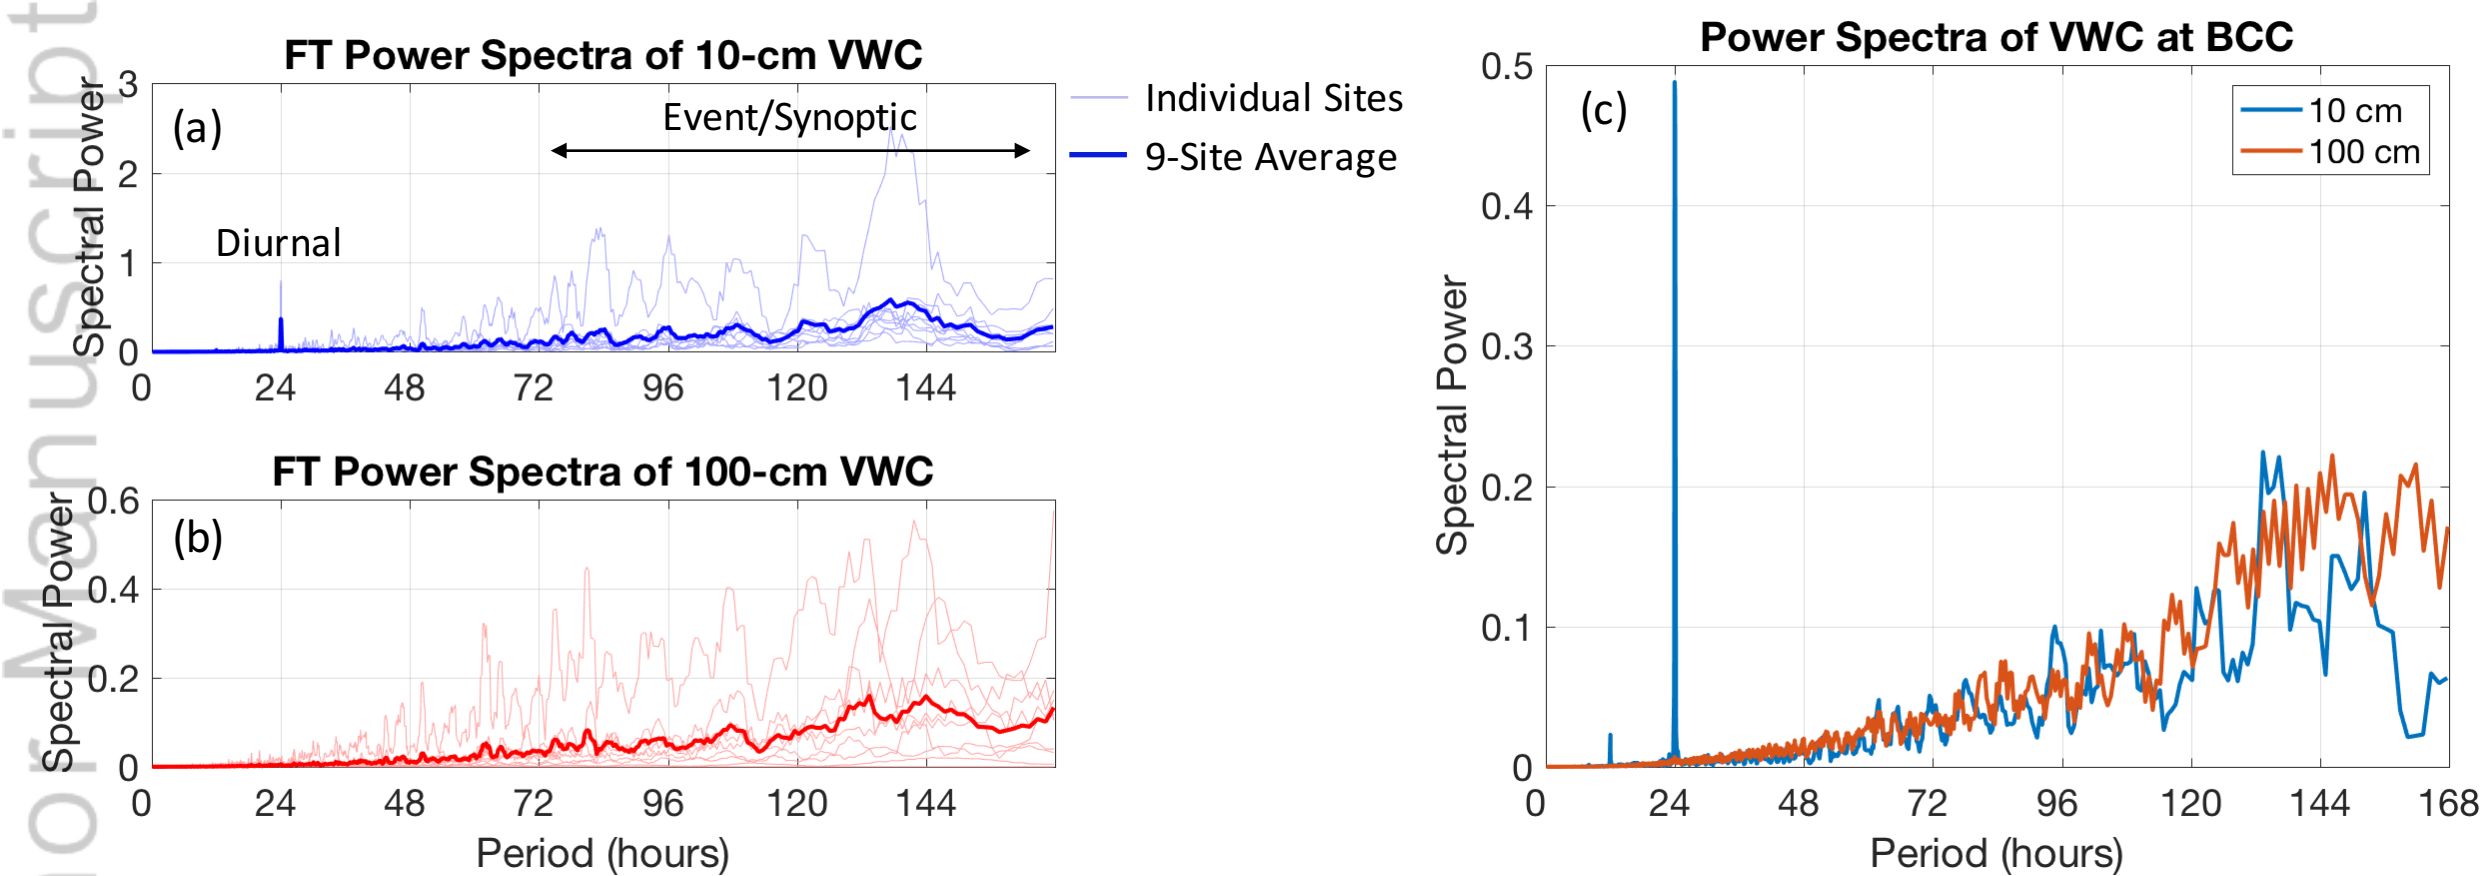 nor Manuscript
FT Power Spectra of 10-cm VWC
Spectral Power
3
2
1
0
(a)
Diurnal
Event/Synoptic
0 24 48 72 96 120 144
Individual Sites
9-Site Average
FT Power Spectra of 100-cm VWC
Spectral Power
0.6
0.4
0.2
0
(b)
0 24 48 72 96 120 144
Period (hours)
Power Spectra of VWC at BCC
Spectral Power
0.5
0.4
0.3
0.2
0.1
0
(c)
10 cm
100 cm
0 24 48 72 96 120 144 168
Period (hours)